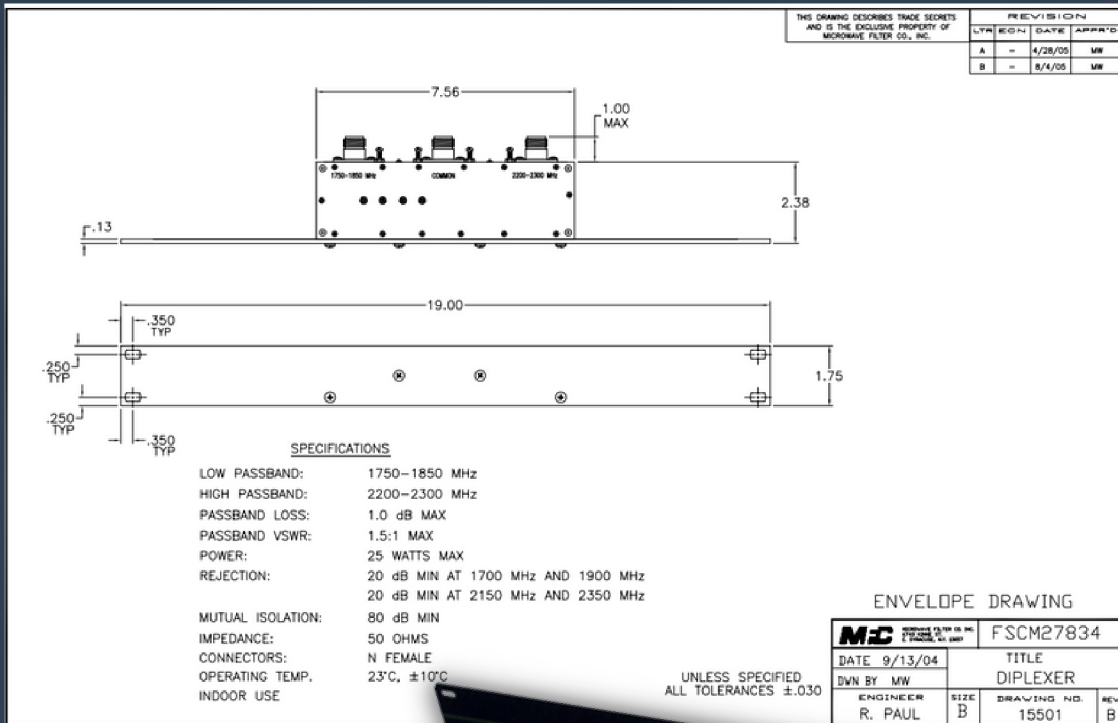 THIS DRAWING DESCRIBES TRADE SECRETS
AND IS THE EXCLUSIVE PROPERTY OF
MICROWAVE FILTER CO., INC.
REVISION
LTR ECN DATE APPR'D
A - 4/28/05 MW
B - 8/4/05 MW
7.56
1.00
MAX
1750-1850 MHz COMMON 2200-2300 MHz
2.38
.13
19.00
.350
TYP
.250
TYP
1.75
.250
TYP
.350
TYP
SPECIFICATIONS
LOW PASSBAND: 1750-1850 MHz
HIGH PASSBAND: 2200-2300 MHz
PASSBAND LOSS: 1.0 dB MAX
PASSBAND VSWR: 1.5:1 MAX
POWER: 25 WATTS MAX
REJECTION: 20 dB MIN AT 1700 MHz AND 1900 MHz
20 dB MIN AT 2150 MHz AND 2350 MHz
MUTUAL ISOLATION: 80 dB MIN
IMPEDANCE: 50 OHMS
CONNECTORS: N FEMALE
OPERATING TEMP. 23°C, ±10°C
INDOOR USE
UNLESS SPECIFIED
ALL TOLERANCES ±.030
ENVELOPE DRAWING
MFC MICROWAVE FILTER CO. INC.
FSCM27834
DATE 9/13/04
TITLE
DWN BY MW
DIPLEXER
ENGINEER
R. PAUL
SIZE
B
DRAWING NO.
15501
REV
B